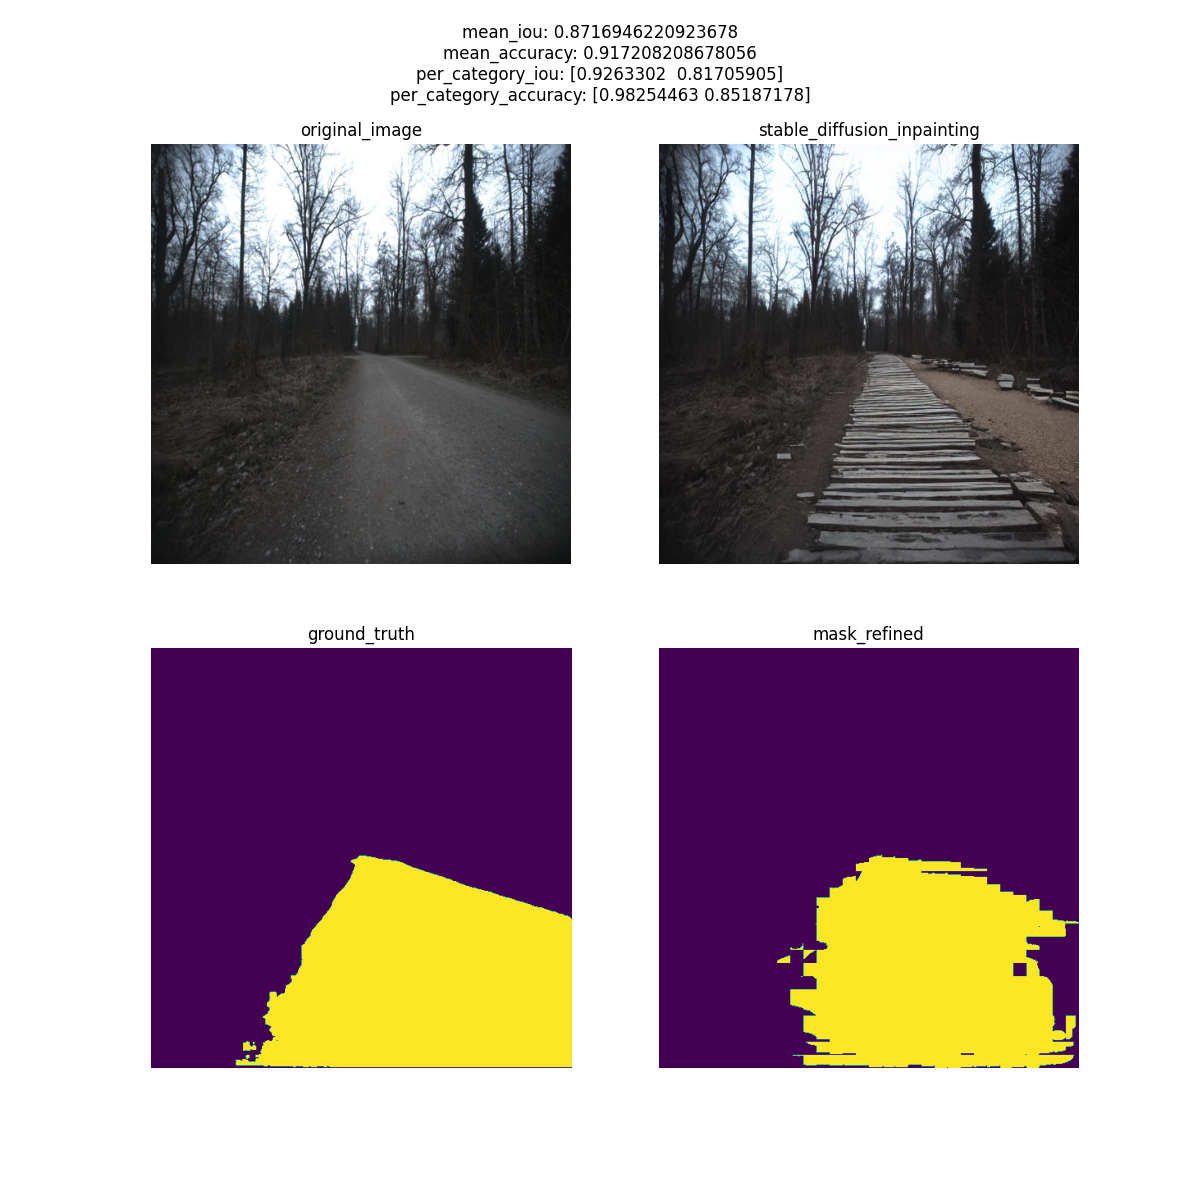 mean_iou: 0.8716946220923678
mean_accuracy: 0.917208208678056
per_category_iou: [0.9263302  0.81705905]
per_category_accuracy: [0.98254463 0.85187178]
original_image
stable_diffusion_inpainting
ground_truth
mask_refined